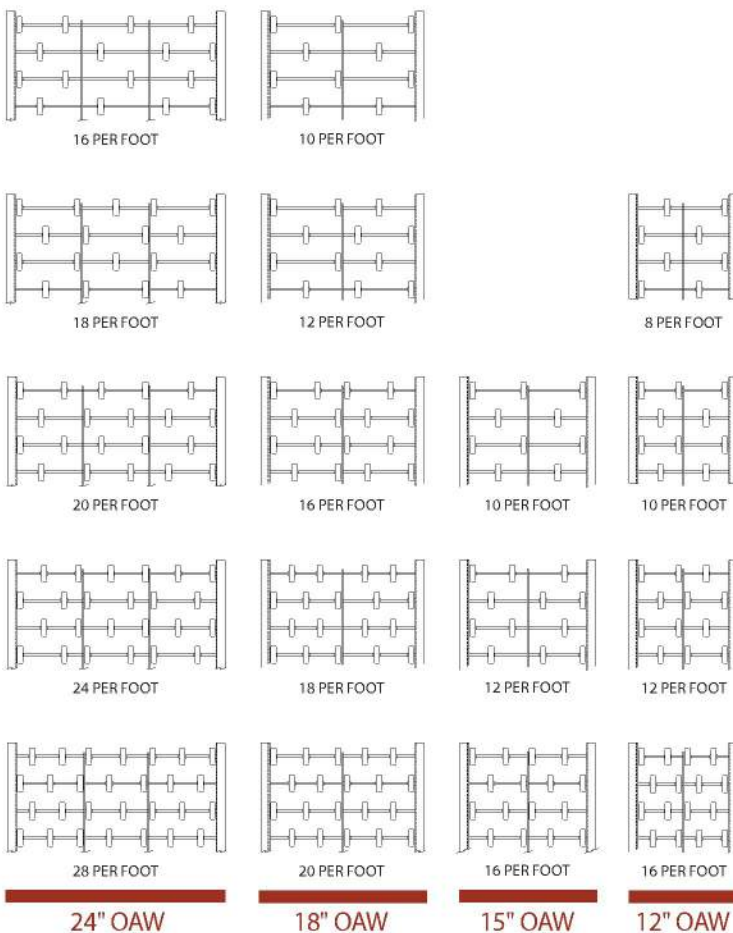 16 PER FOOT
10 PER FOOT
18 PER FOOT
12 PER FOOT
8 PER FOOT
20 PER FOOT
16 PER FOOT
10 PER FOOT
10 PER FOOT
24 PER FOOT
18 PER FOOT
12 PER FOOT
12 PER FOOT
28 PER FOOT
20 PER FOOT
16 PER FOOT
16 PER FOOT
24" OAW
18" OAW
15" OAW
12" OAW